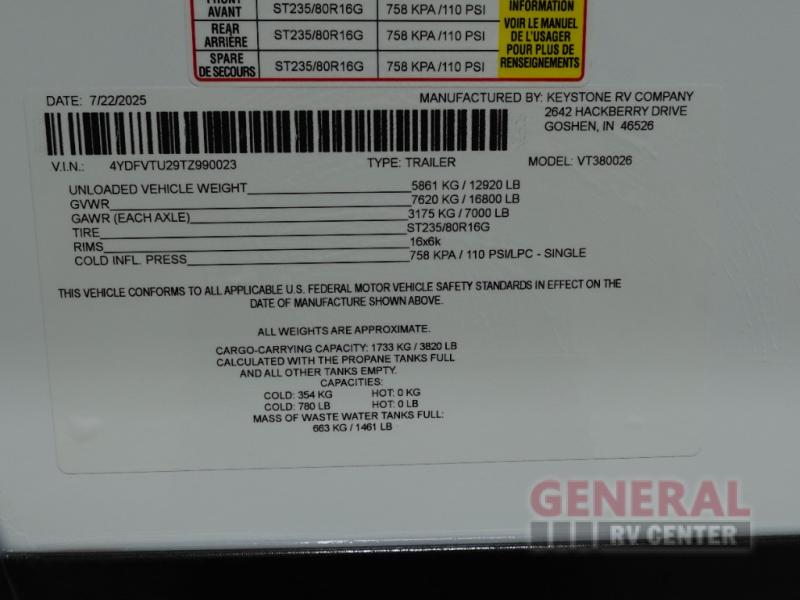 AVANT ST235/80R16G 758 KPA /110 PSI INFORMATION
REAR ARRIÈRE ST235/80R16G 758 KPA /110 PSI VOIR LE MANUEL DE L'USAGER POUR PLUS DE RENSEIGNEMENTS
SPARE DE SECOURS ST235/80R16G 758 KPA /110 PSI
DATE: 7/22/2025 MANUFACTURED BY: KEYSTONE RV COMPANY
2642 HACKBERRY DRIVE
GOSHEN, IN 46526
V.I.N.: 4YDFVTU29TZ990023 TYPE: TRAILER MODEL: VT380026
UNLOADED VEHICLE WEIGHT 5861 KG / 12920 LB
GVWR 7620 KG / 16800 LB
GAWR (EACH AXLE) 3175 KG / 7000 LB
TIRE ST235/80R16G
RIMS 16x6k
COLD INFL. PRESS 758 KPA / 110 PSI/LPC - SINGLE
THIS VEHICLE CONFORMS TO ALL APPLICABLE U.S. FEDERAL MOTOR VEHICLE SAFETY STANDARDS IN EFFECT ON THE
DATE OF MANUFACTURE SHOWN ABOVE.
ALL WEIGHTS ARE APPROXIMATE.
CARGO-CARRYING CAPACITY: 1733 KG / 3820 LB
CALCULATED WITH THE PROPANE TANKS FULL
AND ALL OTHER TANKS EMPTY.
CAPACITIES:
COLD: 354 KG HOT: 0 KG
COLD: 780 LB HOT: 0 LB
MASS OF WASTE WATER TANKS FULL:
663 KG / 1461 LB
GENERAL
RV CENTER